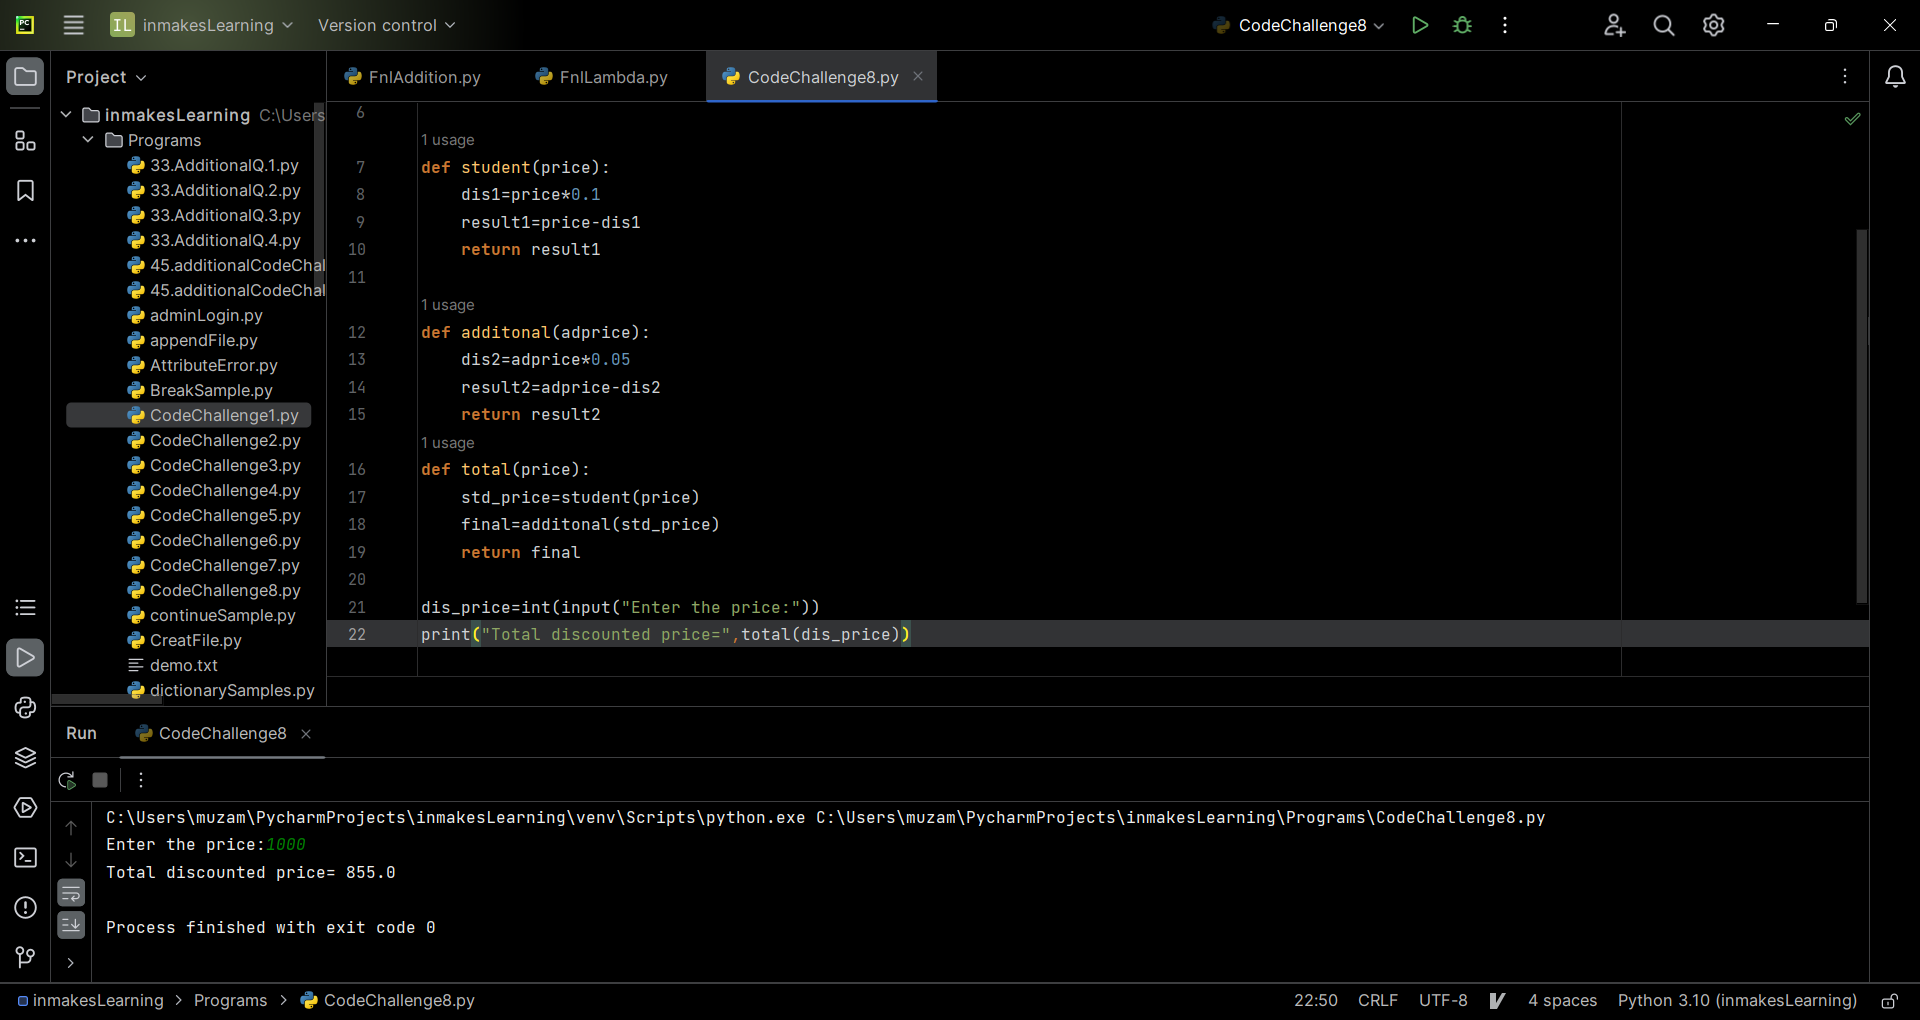 PC
IL inmakesLearning
Version control
CodeChallenge8
Project
FnlAddition.py
FnlLambda.py
CodeChallenge8.py
inmakesLearning C:\Users
Programs
33.AdditionalQ.1.py
33.AdditionalQ.2.py
33.AdditionalQ.3.py
33.AdditionalQ.4.py
45.additionalCodeChal
45.additionalCodeChal
adminLogin.py
appendFile.py
AttributeError.py
BreakSample.py
CodeChallenge1.py
CodeChallenge2.py
CodeChallenge3.py
CodeChallenge4.py
CodeChallenge5.py
CodeChallenge6.py
CodeChallenge7.py
CodeChallenge8.py
continueSample.py
CreatFile.py
demo.txt
dictionarySamples.py
6
1 usage
7 def student(price):
8 dis1=price*0.1
9 result1=price-dis1
10 return result1
11
1 usage
12 def additonal(adprice):
13 dis2=adprice*0.05
14 result2=adprice-dis2
15 return result2
1 usage
16 def total(price):
17 std_price=student(price)
18 final=additonal(std_price)
19 return final
20
21 dis_price=int(input("Enter the price:"))
22 print("Total discounted price=",total(dis_price))
Run
CodeChallenge8
C:\Users\muzam\PycharmProjects\inmakesLearning\venv\Scripts\python.exe C:\Users\muzam\PycharmProjects\inmakesLearning\Programs\CodeChallenge8.py
Enter the price:1000
Total discounted price= 855.0
Process finished with exit code 0
inmakesLearning > Programs > CodeChallenge8.py
22:50 CRLF UTF-8 4 spaces Python 3.10 (inmakesLearning)